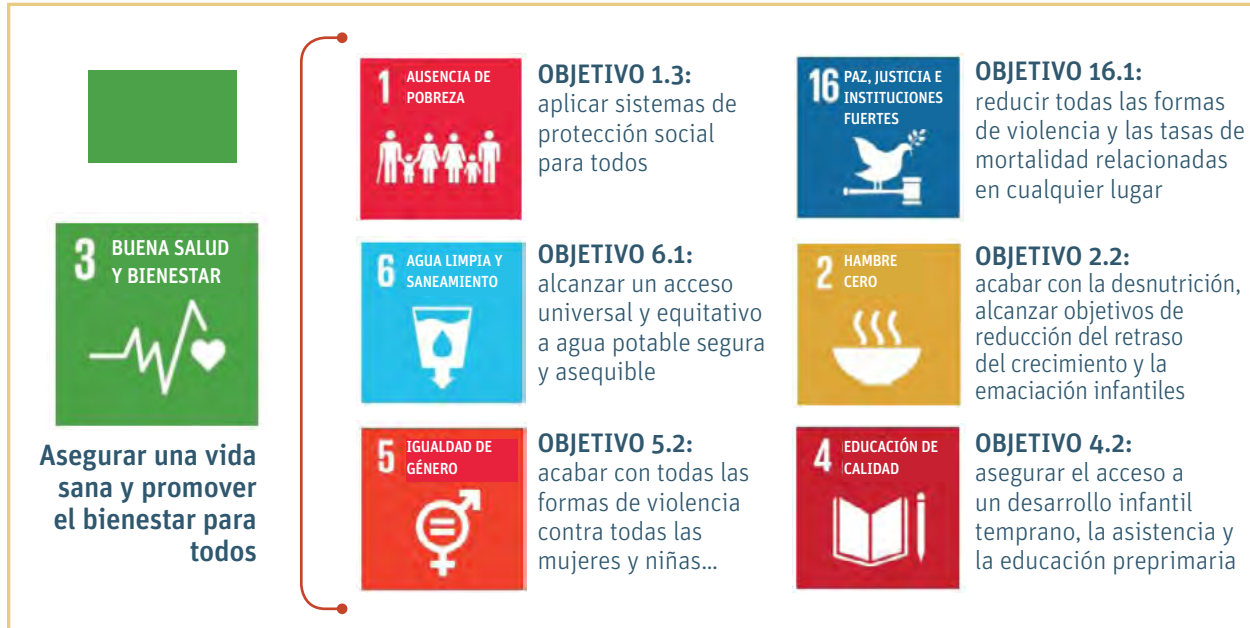 3 BUENA SALUD
Y BIENESTAR
Asegurar una vida
sana y promover
el bienestar para
todos
1 AUSENCIA DE
POBREZA
OBJETIVO 1.3:
aplicar sistemas de
protección social
para todos
16 PAZ, JUSTICIA E
INSTITUCIONES
FUERTES
OBJETIVO 16.1:
reducir todas las formas
de violencia y las tasas de
mortalidad relacionadas
en cualquier lugar
6 AGUA LIMPIA Y
SANEAMIENTO
OBJETIVO 6.1:
alcanzar un acceso
universal y equitativo
a agua potable segura
y asequible
2 HAMBRE
CERO
OBJETIVO 2.2:
acabar con la desnutrición,
alcanzar objetivos de
reducción del retraso
del crecimiento y la
emaciación infantiles
5 IGUALDAD DE
GÉNERO
OBJETIVO 5.2:
acabar con todas las
formas de violencia
contra todas las
mujeres y niñas...
4 EDUCACIÓN DE
CALIDAD
OBJETIVO 4.2:
asegurar el acceso a
un desarrollo infantil
temprano, la asistencia y
la educación preprimaria